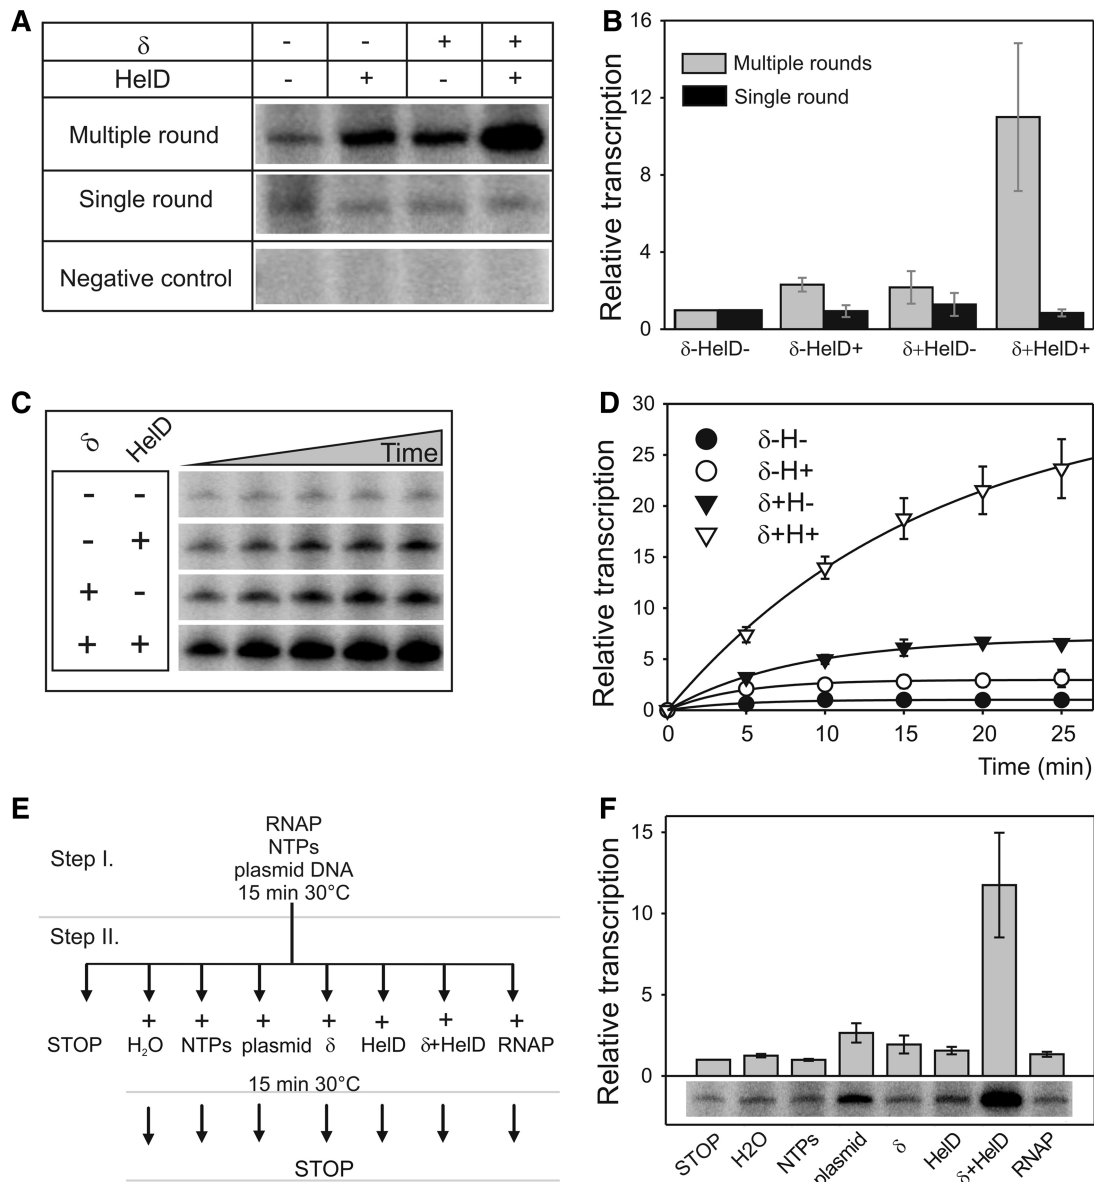 A
δ - - + +
HelD - + - +
Multiple round
Single round
Negative control
B
Relative transcription
16
12
8
4
0
Multiple rounds
Single round
δ-HelD- δ-HelD+ δ+HelD- δ+HelD+
C
δ HelD
Time
- -
- +
+ -
+ +
D
Relative transcription
30
25
20
15
10
5
0
δ-H-
δ-H+
δ+H-
δ+H+
0 5 10 15 20 25
Time (min)
E
Step I.
RNAP
NTPs
plasmid DNA
15 min 30°C
Step II.
+ + + + + + +
STOP H₂O NTPs plasmid δ HelD δ+HelD RNAP
15 min 30°C
STOP
F
Relative transcription
15
10
5
0
STOP H2O NTPs plasmid δ HelD δ+HelD RNAP